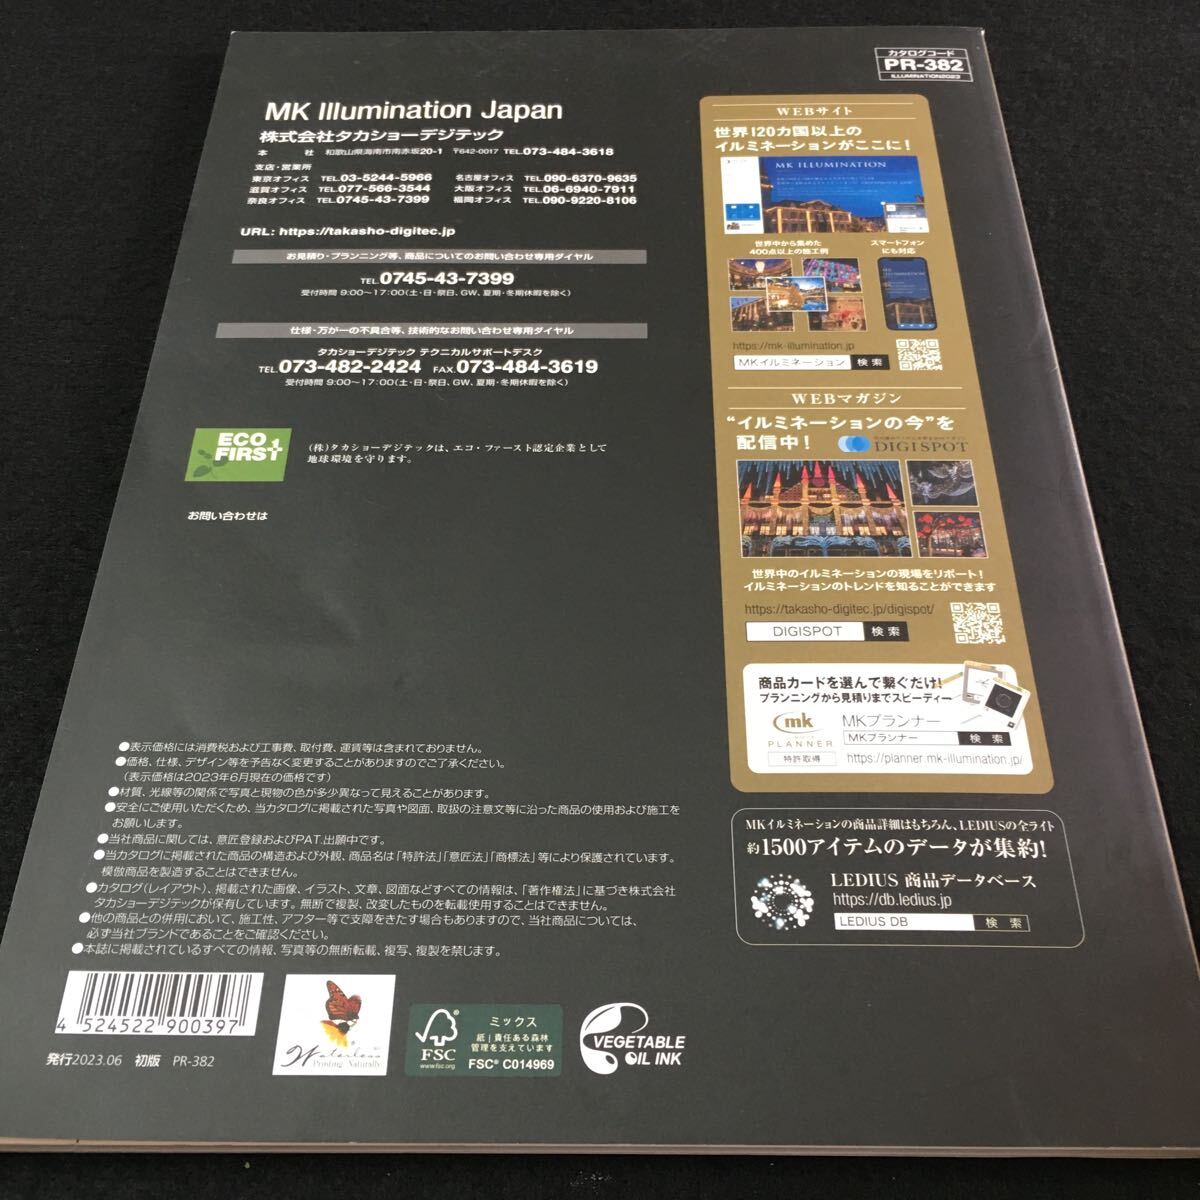 カタログコード
PR-382
ILLUMINATION2023
MK Illumination Japan
株式会社タカショーデジテック
本 社 和歌山県海南市南赤坂20-1 〒642-0017 TEL.073-484-3618
支店・営業所
東京オフィス TEL.03-5244-5966 名古屋オフィス TEL.090-6370-9635
滋賀オフィス TEL.077-566-3544 大阪オフィス TEL.06-6940-7911
奈良オフィス TEL.0745-43-7399 福岡オフィス TEL.090-9220-8106
URL: https://takasho-digitec.jp
お見積り・プランニング等、商品についてのお問い合わせ専用ダイヤル
TEL.0745-43-7399
受付時間 9:00～17:00(土・日・祭日、GW、夏期・冬期休暇を除く)
仕様・万が一の不具合等、技術的なお問い合わせ専用ダイヤル
タカショーデジテック テクニカルサポートデスク
TEL.073-482-2424 FAX.073-484-3619
受付時間 9:00～17:00(土・日・祭日、GW、夏期・冬期休暇を除く)
ECO
FIRST
(株)タカショーデジテックは、エコ・ファースト認定企業として
地球環境を守ります。
お問い合わせは
WEBサイト
世界120カ国以上の
イルミネーションがここに!
MK ILLUMINATION
世界中から集めた
400点以上の施工例
スマートフォン
にも対応
MK
ILLUMINATION
https://mk-illumination.jp
MKイルミネーション 検索
WEBマガジン
“イルミネーションの今”を
配信中!
DIGISPOT
世界中のイルミネーションの現場をリポート!
イルミネーションのトレンドを知ることができます
https://takasho-digitec.jp/digispot/
DIGISPOT 検索
商品カードを選んで繋ぐだけ!
プランニングから見積りまでスピーディー
mk
PLANNER
特許取得
MKプランナー
MKプランナー 検索
https://planner.mk-illumination.jp/
MKイルミネーションの商品詳細はもちろん、LEDIUSの全ライト
約1500アイテムのデータが集約!
LEDIUS 商品データベース
https://db.ledius.jp
LEDIUS DB 検索
●表示価格には消費税および工事費、取付費、運賃等は含まれておりません。
●価格、仕様、デザイン等を予告なく変更することがありますのでご了承ください。
(表示価格は2023年6月現在の価格です)
●材質、光線等の関係で写真と現物の色が多少異なって見えることがあります。
●安全にご使用いただくため、当カタログに掲載された写真や図面、取扱の注意文等に沿った商品の使用および施工を
お願いします。
●当社商品に関しては、意匠登録およびPAT.出願中です。
●当カタログに掲載された商品の構造および外観、商品名は「特許法」「意匠法」「商標法」等により保護されています。
模倣商品を製造することはできません。
●カタログ(レイアウト)、掲載された画像、イラスト、文章、図面などすべての情報は、「著作権法」に基づき株式会社
タカショーデジテックが保有しています。無断で複製、改変したものを転載使用することはできません。
●他の商品との併用において、施工性、アフター等で支障をきたす場合もありますので、当社商品については、
必ず当社ブランドであることをご確認ください。
●本誌に掲載されているすべての情報、写真等の無断転載、複写、複製を禁じます。
4 524522 900397
発行2023.06 初版 PR-382
Waterless
Printing Naturally
FSC
www.fsc.org
ミックス
紙|責任ある森林
管理を支えています
FSC® C014969
VEGETABLE
OIL INK